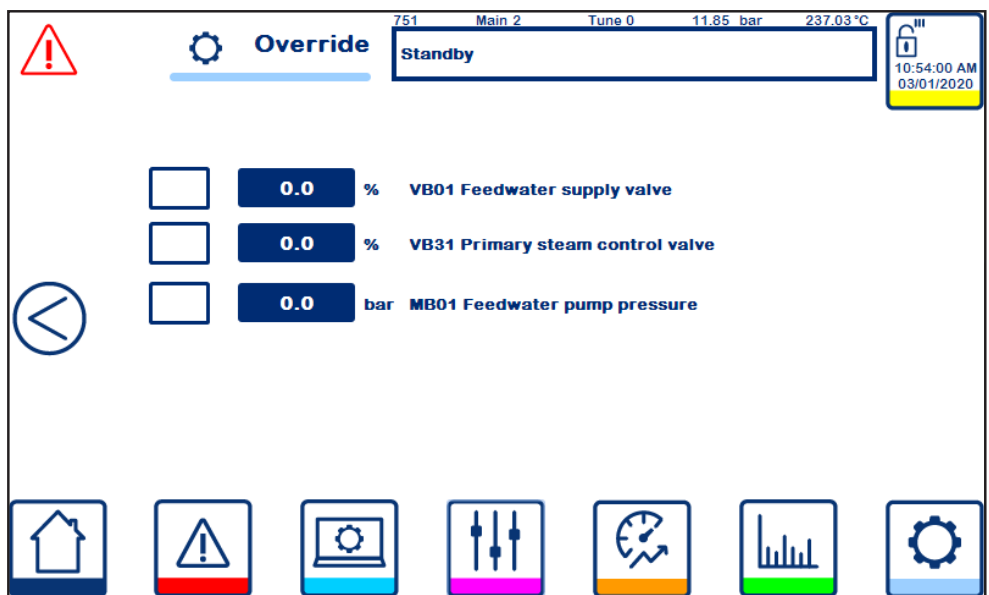 751 Main 2 Tune 0 11.85 bar 237.03 °C
Override
Standby
10:54:00 AM
03/01/2020
0.0 % VB01 Feedwater supply valve
0.0 % VB31 Primary steam control valve
0.0 bar MB01 Feedwater pump pressure